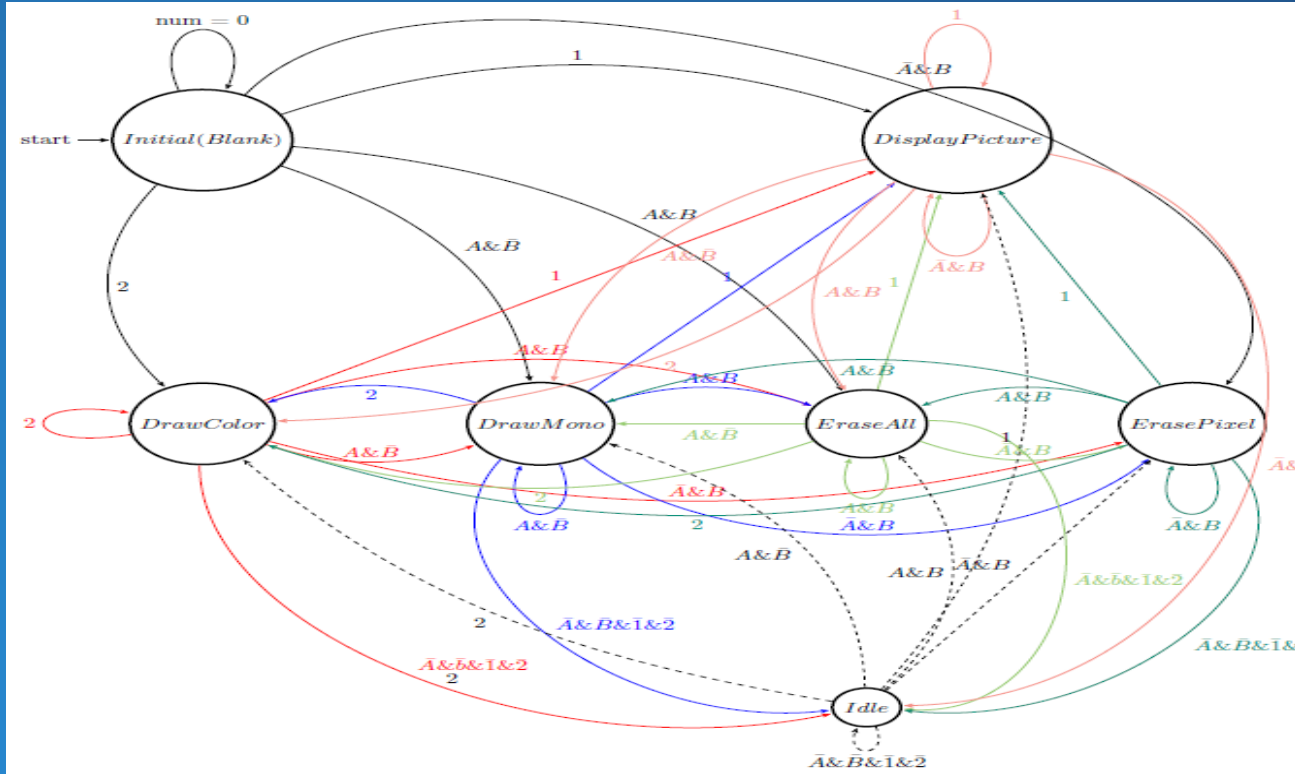 num = 0
1
1
Ā&B
start
Initial(Blank)
DisplayPicture
A&B
A&B̄
A&B̄
Ā&B
2
1
1
A&B
1
1
A&B
2
A&B̄
A&B
2
A&B
2
DrawColor
DrawMono
EraseAll
ErasePixel
A&B̄
A&B̄
1
Ā&B
Ā&
2
Ā&B
A&B̄
A&B
Ā&B
2
Ā&B
A&B̄
A&B
Ā&B
Ā&b̄&1̄&2̄
2
Ā&B̄&1̄&2̄
Ā&B̄&1̄&
Ā&b̄&1̄&2̄
2
Idle
Ā&B̄&1̄&2̄